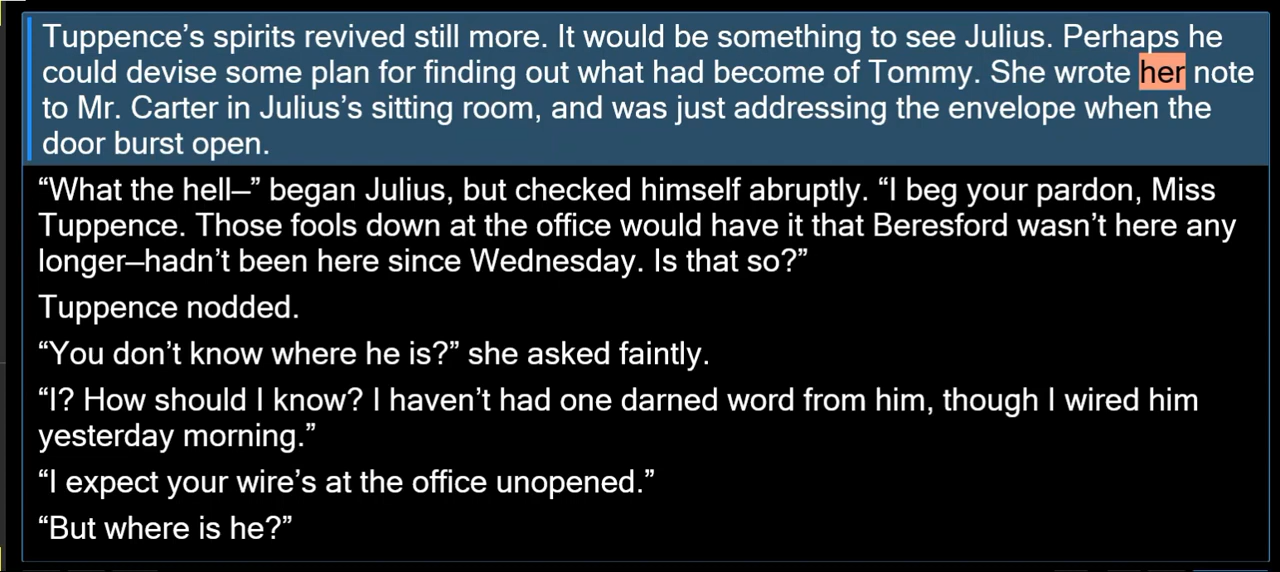 Tuppence’s spirits revived still more. It would be something to see Julius. Perhaps he
could devise some plan for finding out what had become of Tommy. She wrote her note
to Mr. Carter in Julius’s sitting room, and was just addressing the envelope when the
door burst open.
“What the hell—” began Julius, but checked himself abruptly. “I beg your pardon, Miss
Tuppence. Those fools down at the office would have it that Beresford wasn’t here any
longer—hadn’t been here since Wednesday. Is that so?”
Tuppence nodded.
“You don’t know where he is?” she asked faintly.
“I? How should I know? I haven’t had one darned word from him, though I wired him
yesterday morning.”
“I expect your wire’s at the office unopened.”
“But where is he?”